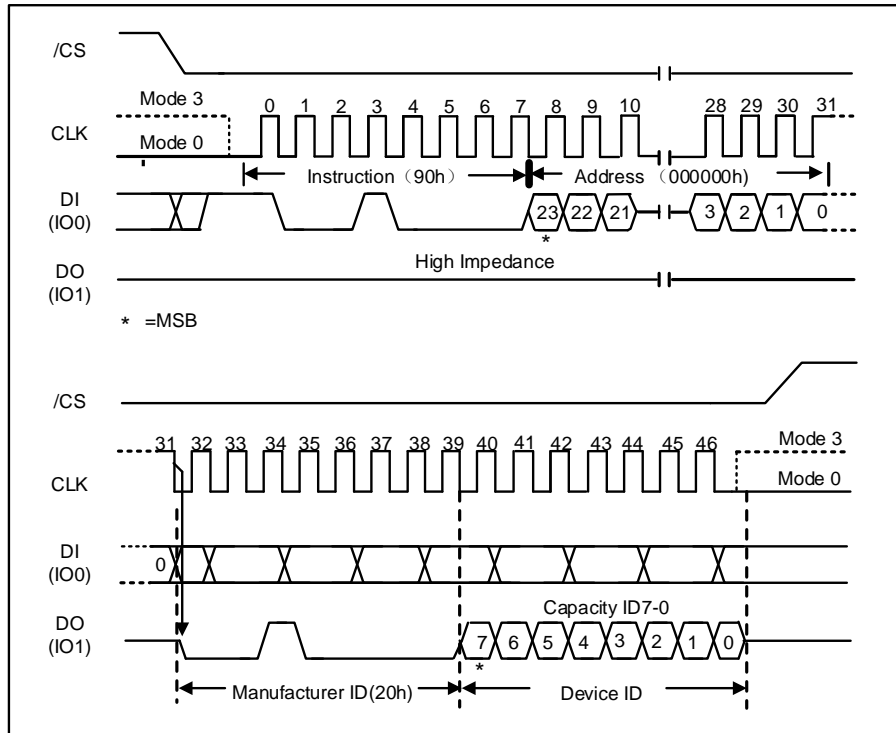 /CS
Mode 3
0 1 2 3 4 5 6 7 8 9 10 28 29 30 31
CLK
Mode 0
Instruction（90h） Address （000000h)
DI
(IO0)
23 22 21 3 2 1 0
*
High Impedance
DO
(IO1)
* =MSB
/CS
31 32 33 34 35 36 37 38 39 40 41 42 43 44 45 46
Mode 3
CLK
Mode 0
DI
(IO0)
0
Capacity ID7-0
DO
(IO1)
7 6 5 4 3 2 1 0
*
Manufacturer ID(20h) Device ID